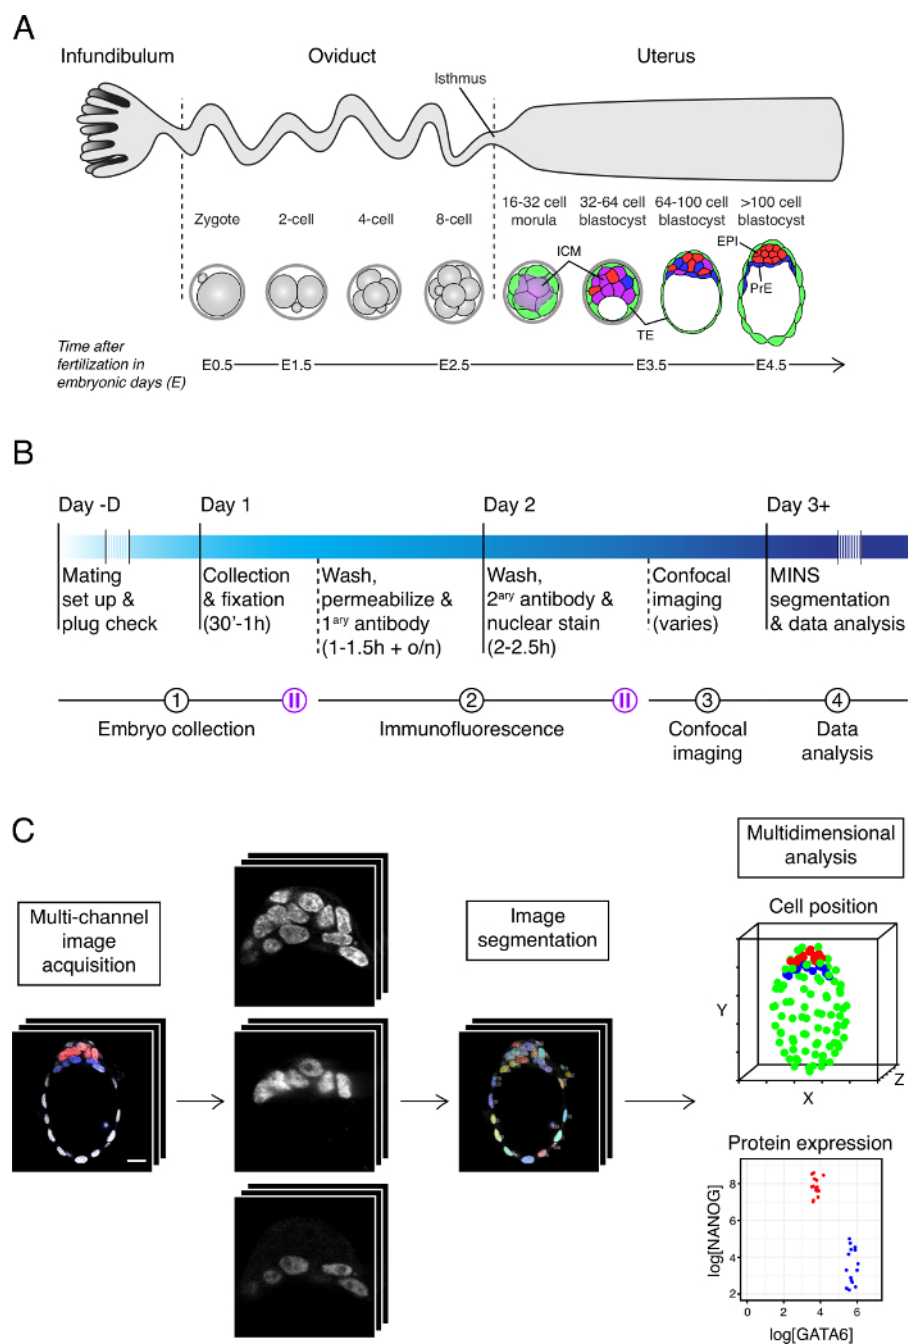 A
Infundibulum
Oviduct
Uterus
Isthmus
Zygote
2-cell
4-cell
8-cell
16-32 cell
morula
32-64 cell
blastocyst
64-100 cell
blastocyst
>100 cell
blastocyst
ICM
EPI
PrE
TE
Time after
fertilization in
embryonic days (E)
E0.5
E1.5
E2.5
E3.5
E4.5
B
Day -D
Day 1
Day 2
Day 3+
Mating
set up &
plug check
Collection
& fixation
(30'-1h)
Wash,
permeabilize &
1ary antibody
(1-1.5h + o/n)
Wash,
2ary antibody &
nuclear stain
(2-2.5h)
Confocal
imaging
(varies)
MINS
segmentation
& data analysis
1
2
3
4
Embryo collection
Immunofluorescence
Confocal
imaging
Data
analysis
C
Multi-channel
image
acquisition
Image
segmentation
Multidimensional
analysis
Cell position
Y
X
Z
Protein expression
log[NANOG]
8
6
4
2
0
2
4
6
log[GATA6]